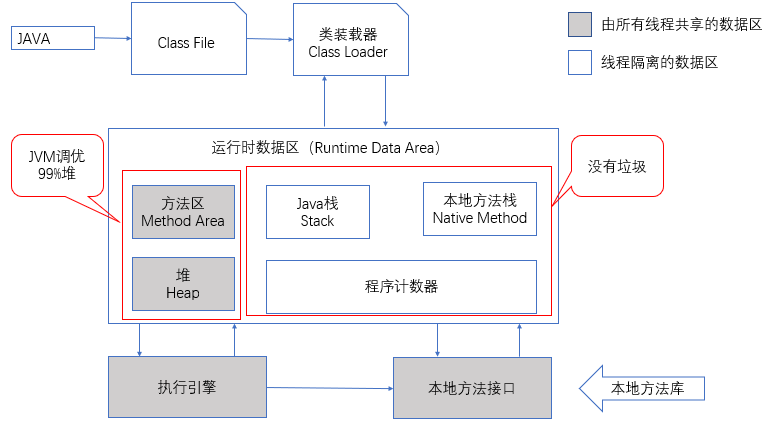 JAVA
Class File
类装载器
Class Loader
由所有线程共享的数据区
线程隔离的数据区
运行时数据区（Runtime Data Area）
JVM调优
99%堆
没有垃圾
方法区
Method Area
Java栈
Stack
本地方法栈
Native Method
堆
Heap
程序计数器
执行引擎
本地方法接口
本地方法库